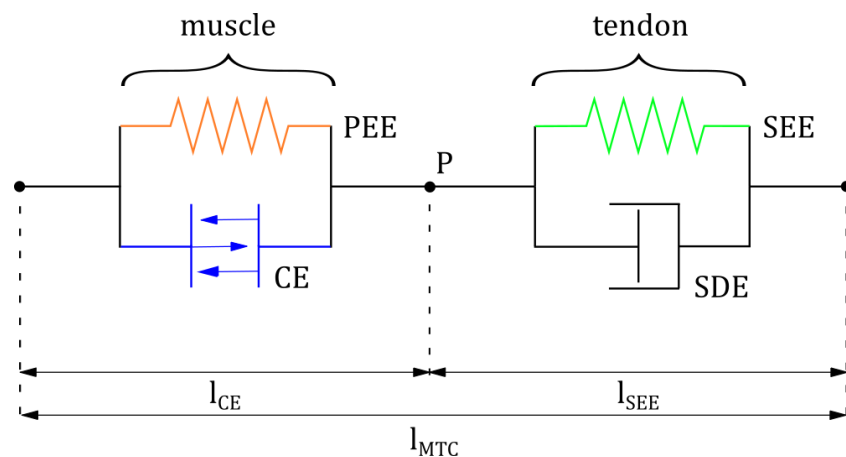 muscle
tendon
PEE
SEE
P
CE
SDE
lCE
lSEE
lMTC